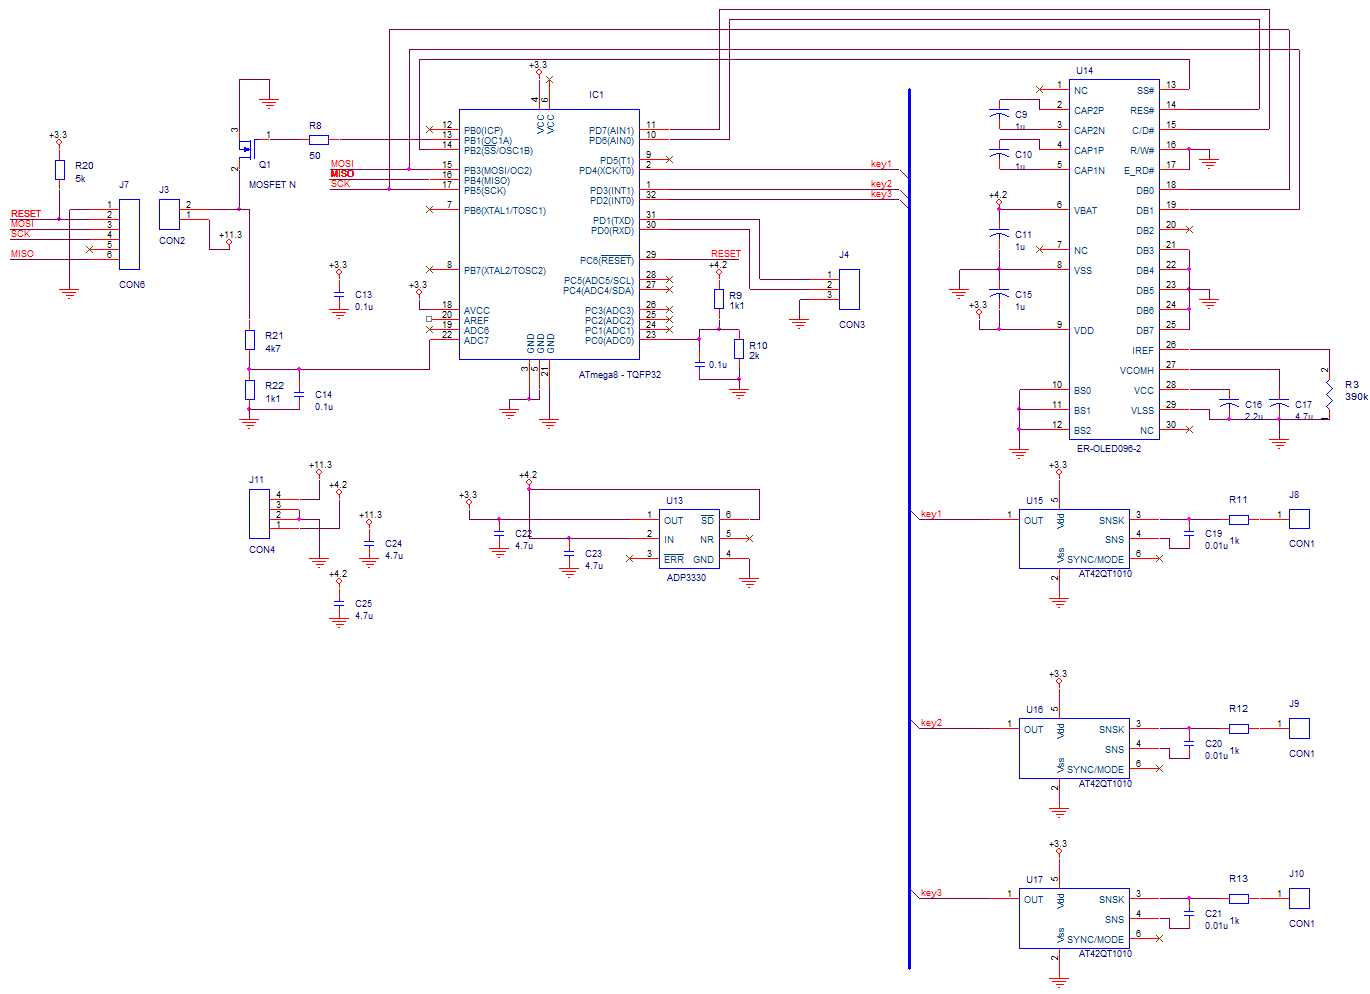 +3.3
R20
5k
J7
RESET
MOSI
SCK
MISO
1
2
3
4
5
6
CON6
J3
2
1
CON2
+11.3
3
1
2
Q1
MOSFET N
R8
50
MOSI
MISO
SCK
R21
4k7
R22
1k1
C14
0.1u
+3.3
C13
0.1u
+3.3
+3.3
IC1
4
6
VCC
VCC
12
13
14
15
16
17
7
8
18
20
19
22
PB0(ICP)
PB1(OC1A)
PB2(SS/OSC1B)
PB3(MOSI/OC2)
PB4(MISO)
PB5(SCK)
PB6(XTAL1/TOSC1)
PB7(XTAL2/TOSC2)
AVCC
AREF
ADC6
ADC7
PD7(AIN1)
PD6(AIN0)
PD5(T1)
PD4(XCK/T0)
PD3(INT1)
PD2(INT0)
PD1(TXD)
PD0(RXD)
PC6(RESET)
PC5(ADC5/SCL)
PC4(ADC4/SDA)
PC3(ADC3)
PC2(ADC2)
PC1(ADC1)
PC0(ADC0)
11
10
9
2
1
32
31
30
29
28
27
26
25
24
23
GND
GND
GND
3
5
21
ATmega8 - TQFP32
key1
key2
key3
RESET
+4.2
R9
1k1
R10
2k
0.1u
J4
1
2
3
CON3
U14
1
2
3
4
5
6
7
8
9
10
11
12
NC
CAP2P
CAP2N
CAP1P
CAP1N
VBAT
NC
VSS
VDD
BS0
BS1
BS2
SS#
RES#
C/D#
R/W#
E_RD#
DB0
DB1
DB2
DB3
DB4
DB5
DB6
DB7
IREF
VCOMH
VCC
VLSS
NC
13
14
15
16
17
18
19
20
21
22
23
24
25
26
27
28
29
30
ER-OLED096-2
C9
1u
C10
1u
+4.2
C11
1u
C15
1u
+3.3
C16
2.2u
C17
4.7u
2
R3
390k
1
J11
4
3
2
1
CON4
+11.3
+4.2
+11.3
C24
4.7u
+4.2
C25
4.7u
+3.3
+4.2
C22
4.7u
C23
4.7u
U13
1
2
3
OUT
IN
ERR
SD
NR
GND
6
5
4
ADP3330
key1
+3.3
U15
5
1
OUT
Vdd
Vss
SNSK
SNS
SYNC/MODE
3
4
6
2
AT42QT1010
C19
0.01u
R11
1k
J8
1
CON1
key2
+3.3
U16
5
1
OUT
Vdd
Vss
SNSK
SNS
SYNC/MODE
3
4
6
2
AT42QT1010
C20
0.01u
R12
1k
J9
1
CON1
key3
+3.3
U17
5
1
OUT
Vdd
Vss
SNSK
SNS
SYNC/MODE
3
4
6
2
AT42QT1010
C21
0.01u
R13
1k
J10
1
CON1